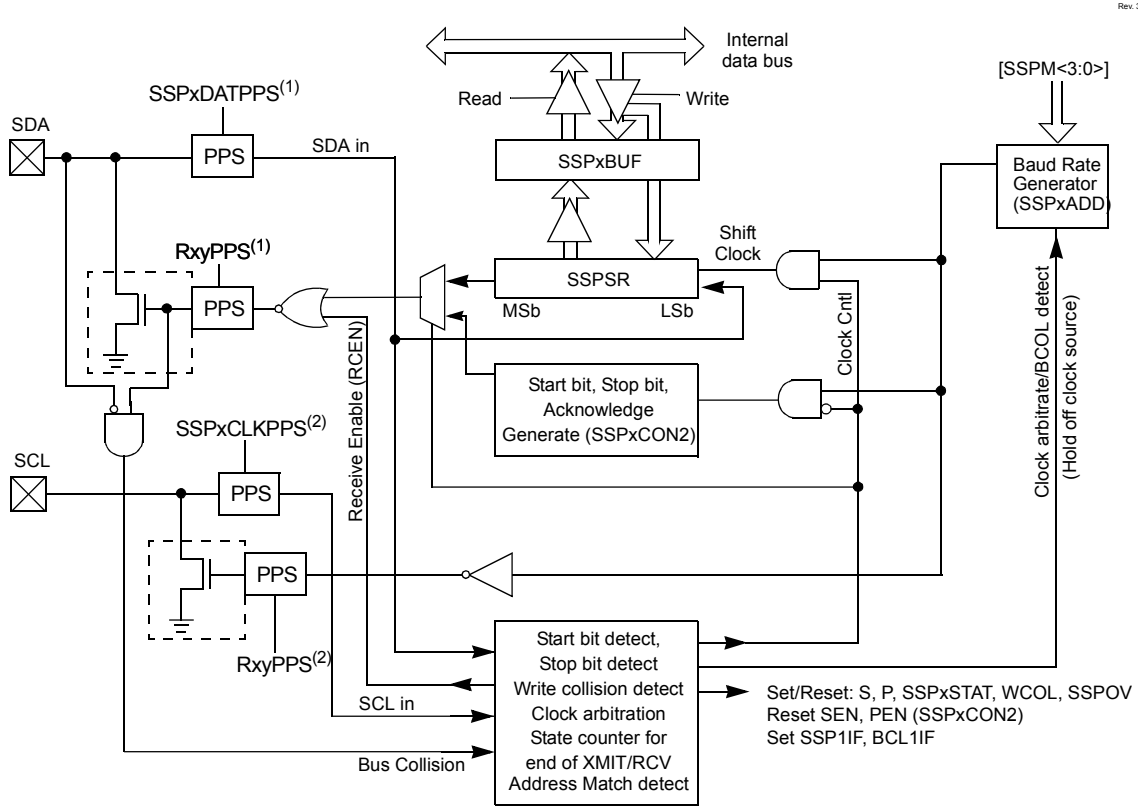 Rev. 3
Internal
data bus
[SSPM<3:0>]
Read
Write
SSPxDATPPS(1)
SDA
PPS
SDA in
SSPxBUF
Baud Rate
Generator
(SSPxADD)
RxyPPS(1)
Shift
Clock
PPS
SSPSR
MSb
LSb
Clock Cntl
Receive Enable (RCEN)
Clock arbitrate/BCOL detect
(Hold off clock source)
Start bit, Stop bit,
Acknowledge
Generate (SSPxCON2)
SSPxCLKPPS(2)
SCL
PPS
PPS
RxyPPS(2)
SCL in
Bus Collision
Start bit detect,
Stop bit detect
Write collision detect
Clock arbitration
State counter for
end of XMIT/RCV
Address Match detect
Set/Reset: S, P, SSPxSTAT, WCOL, SSPOV
Reset SEN, PEN (SSPxCON2)
Set SSP1IF, BCL1IF